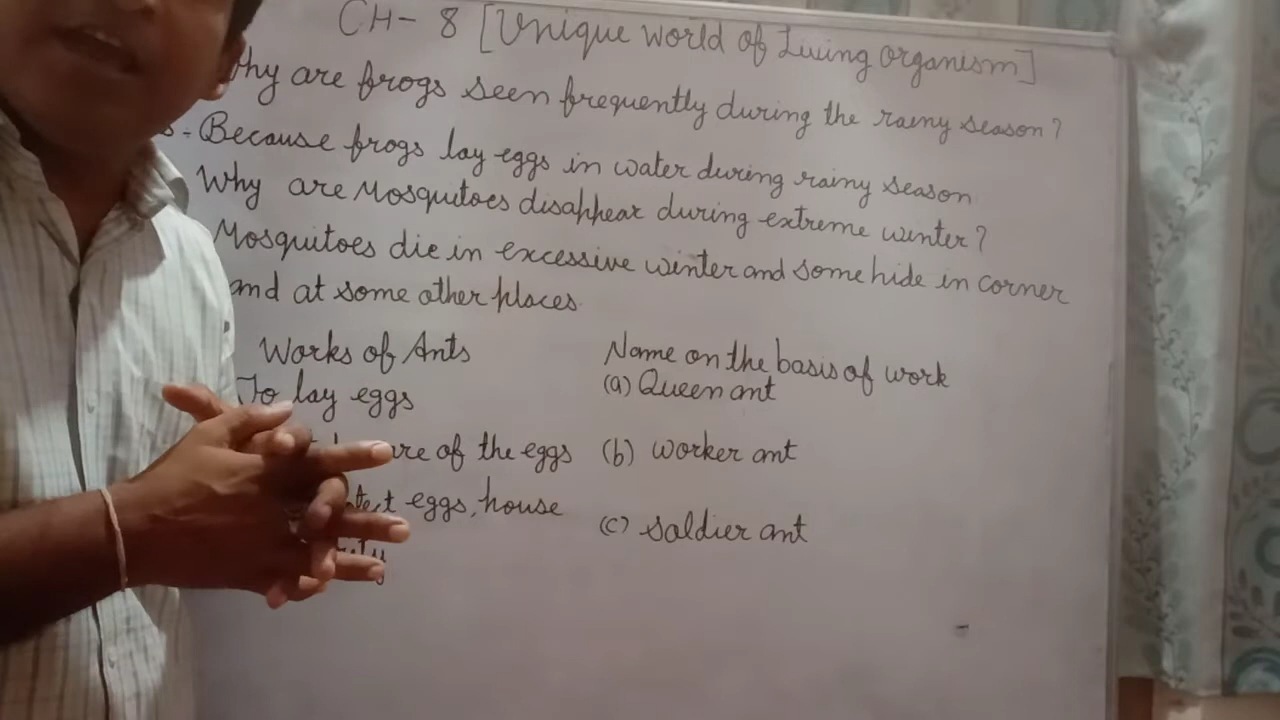 CH- 8 [Unique world of Living Organism]
Why are frogs seen frequently during the rainy season?
Because frogs lay eggs in water during rainy season
Why are Mosquitoes disappear during extreme winter?
Mosquitoes die in excessive winter and some hide in corner
and at some other places.
Works of Ants Name on the basis of work
To lay eggs (a) Queen ant
of the eggs (b) worker ant
eggs, house
(c) soldier ant